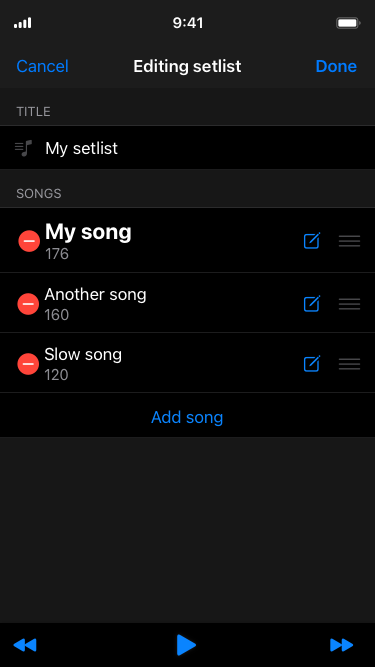 9:41
Cancel Editing setlist Done
TITLE
My setlist
SONGS
My song
176
Another song
160
Slow song
120
Add song